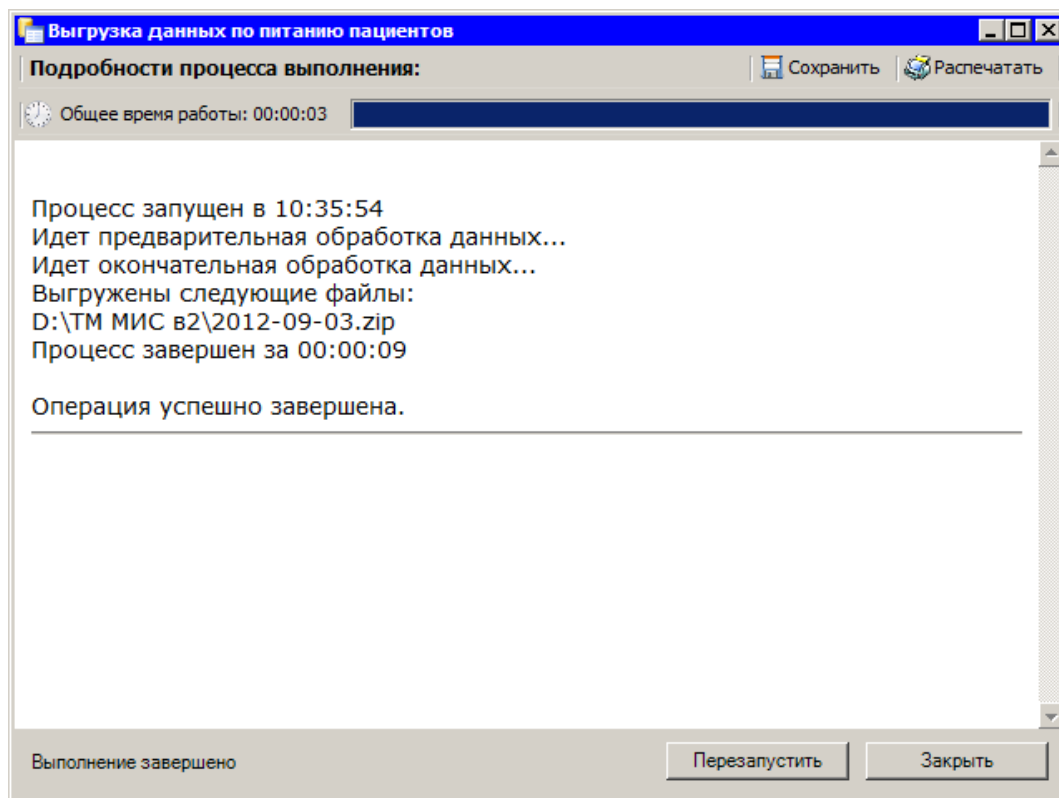 Выгрузка данных по питанию пациентов
Подробности процесса выполнения: Сохранить Распечатать
Общее время работы: 00:00:03
Процесс запущен в 10:35:54
Идет предварительная обработка данных...
Идет окончательная обработка данных...
Выгружены следующие файлы:
D:\ТМ МИС в2\2012-09-03.zip
Процесс завершен за 00:00:09
Операция успешно завершена.
Выполнение завершено Перезапустить Закрыть